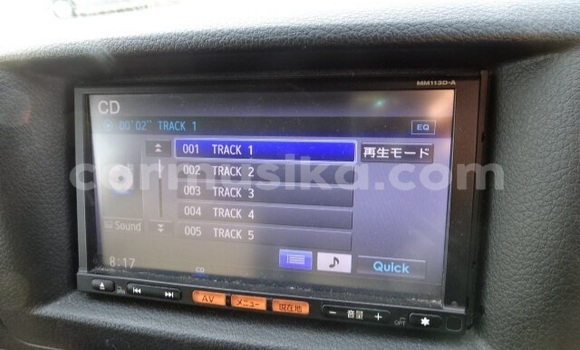 MM113D-A
CD
00'02" TRACK 1
EQ
001 TRACK 1
再生モード
002 TRACK 2
003 TRACK 3
004 TRACK 4
005 TRACK 5
Sound
8:17
CD
Quick
AV
メニュー
現在地
− 音量 +
OFF
carmusika.com